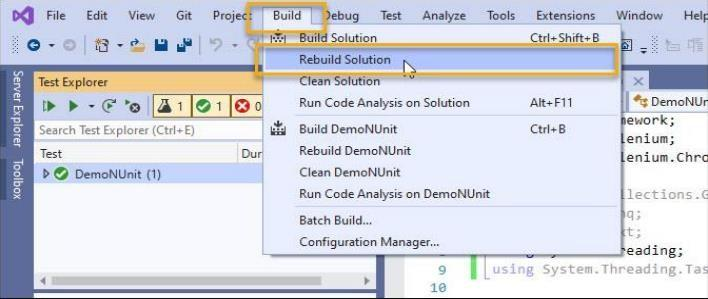 File Edit View Git Project Build Debug Test Analyze Tools Extensions Window Help
Build Solution Ctrl+Shift+B
Rebuild Solution
Clean Solution
Run Code Analysis on Solution Alt+F11
Build DemoNUnit Ctrl+B
Rebuild DemoNUnit
Clean DemoNUnit
Run Code Analysis on DemoNUnit
Batch Build...
Configuration Manager...
Server Explorer
Toolbox
Test Explorer
1 1 0
Search Test Explorer (Ctrl+E)
Test Dur
DemoNUnit (1)
DemoNUn
mework;
lenium;
lenium.Chro
llections.G
nq;
xt;
hreading;
9 using System.Threading.Tas
10